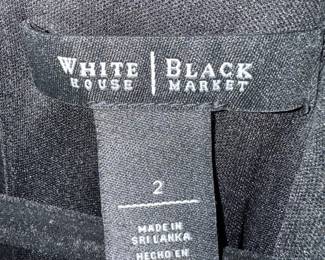 WHITE | BLACK
HOUSE MARKET
2
MADE IN
SRI LANKA
HECHO EN